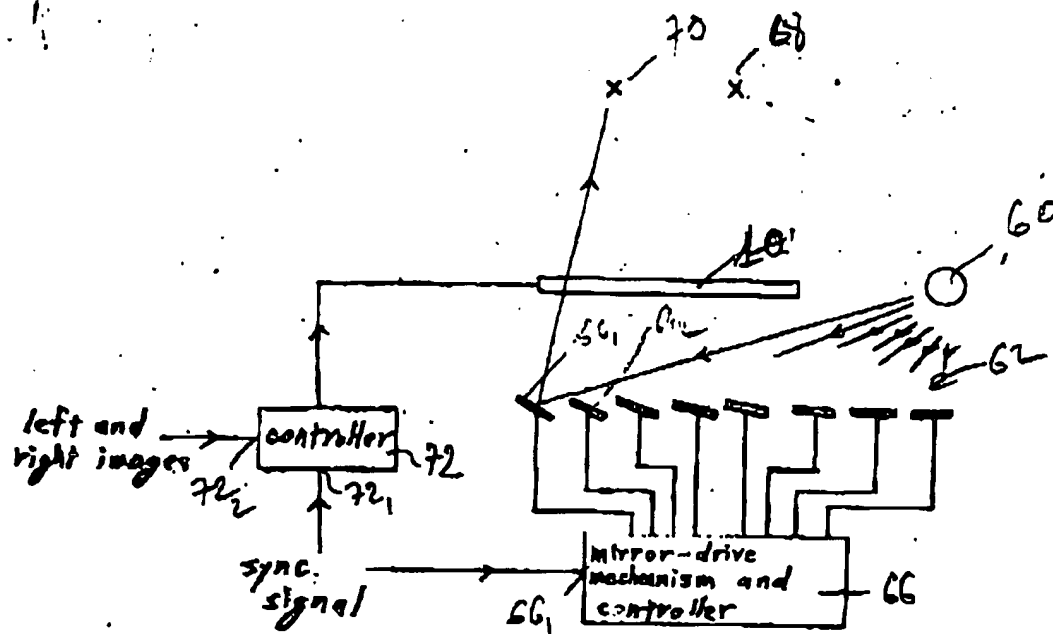 70
68
60
10'
62
left and
right images
controller
72
72₂
72₁
sync.
signal
mirror-drive
mechanism and
controller
66
66₁